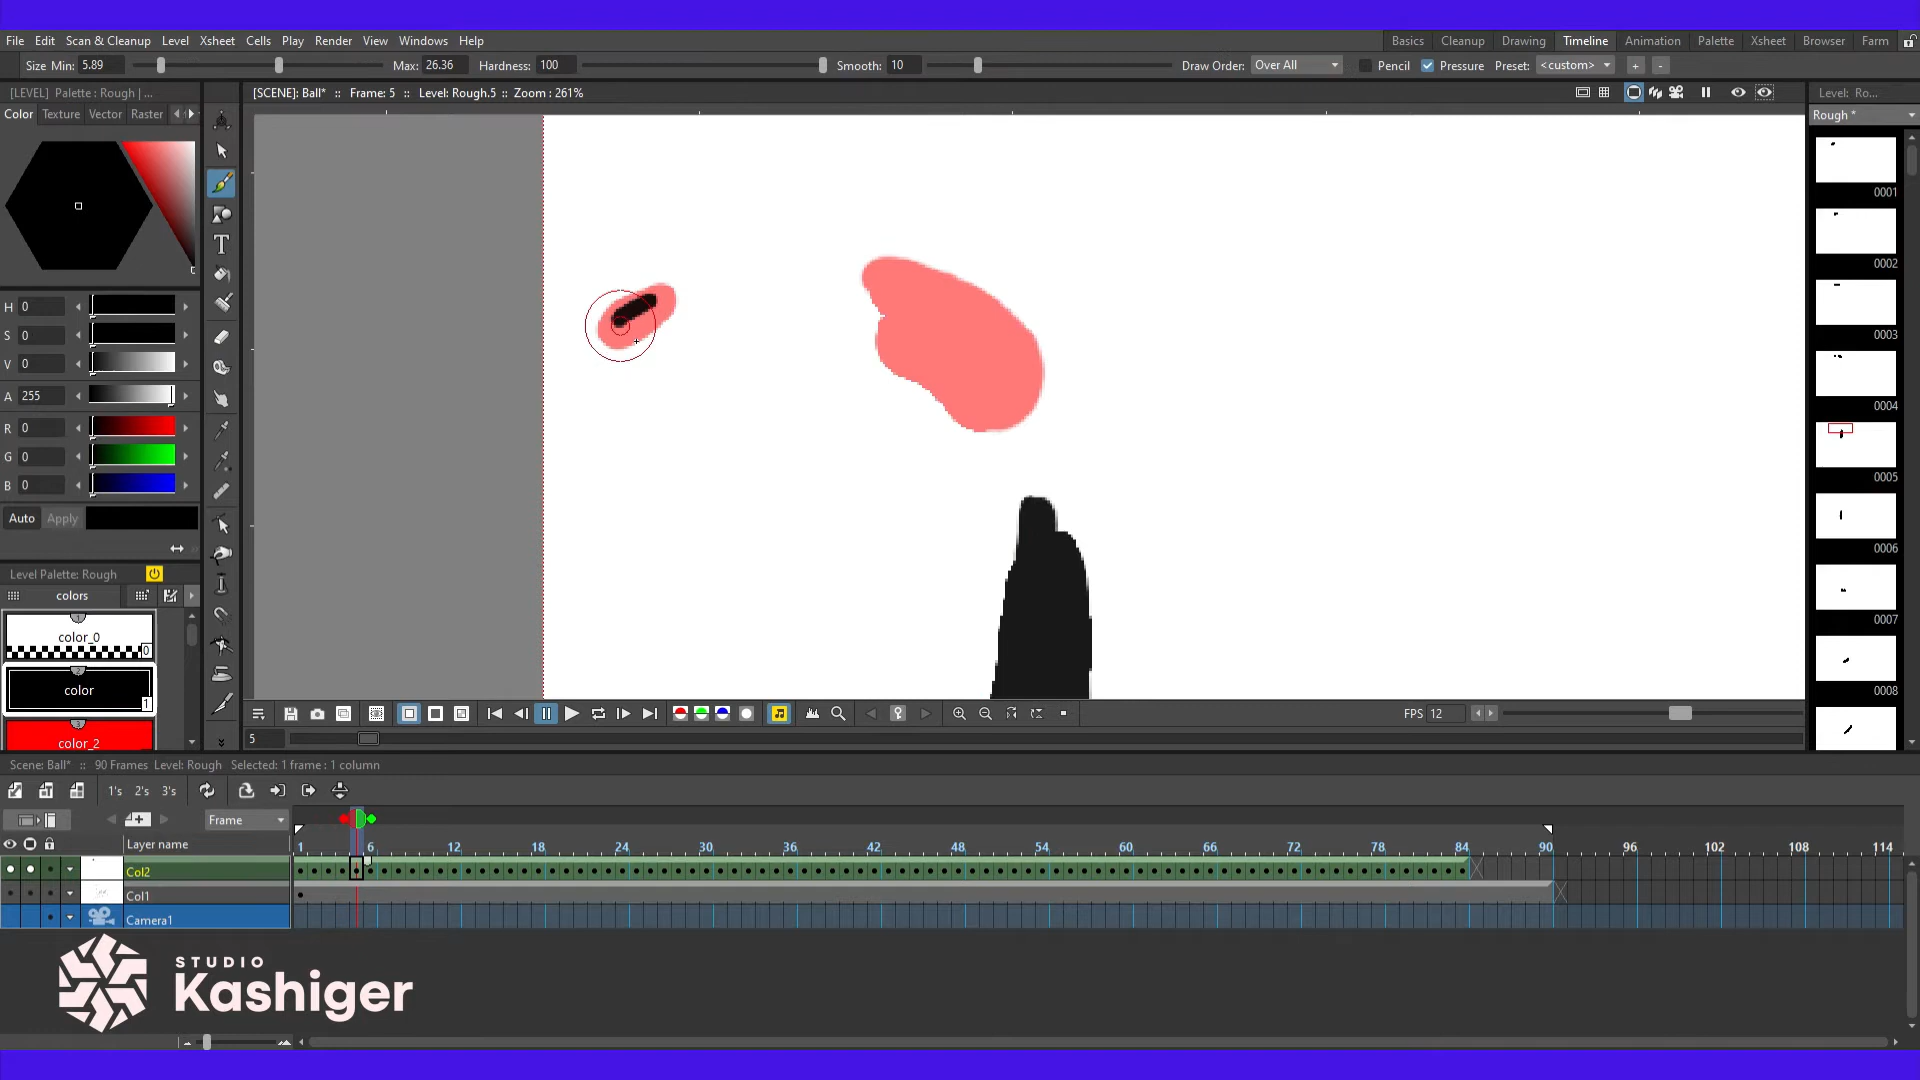 File Edit Scan & Cleanup Level Xsheet Cells Play Render View Windows Help Basics Cleanup Drawing Timeline Animation Palette Xsheet Browser Farm
Size Min: 5.89 Max: 26.36 Hardness: 100 Smooth: 10 Draw Order: Over All Pencil Pressure Preset: <custom> + -
[LEVEL] Palette : Rough | ...
[SCENE]: Ball* :: Frame: 5 :: Level: Rough.5 :: Zoom : 261%
Level: Ro...
Color Texture Vector Raster
Rough *
H 0
S 0
V 0
A 255
R 0
G 0
B 0
Auto Apply
Level Palette: Rough
colors
color_0
0
color
1
color_2
T
0001
0002
0003
0004
0005
0006
0007
0008
FPS 12
5
Scene: Ball* :: 90 Frames Level: Rough Selected: 1 frame : 1 column
1's 2's 3's
Frame
Layer name
1 6 12 18 24 30 36 42 48 54 60 66 72 78 84 90 96 102 108 114
Col2
Col1
Camera1
STUDIO
Kashiger